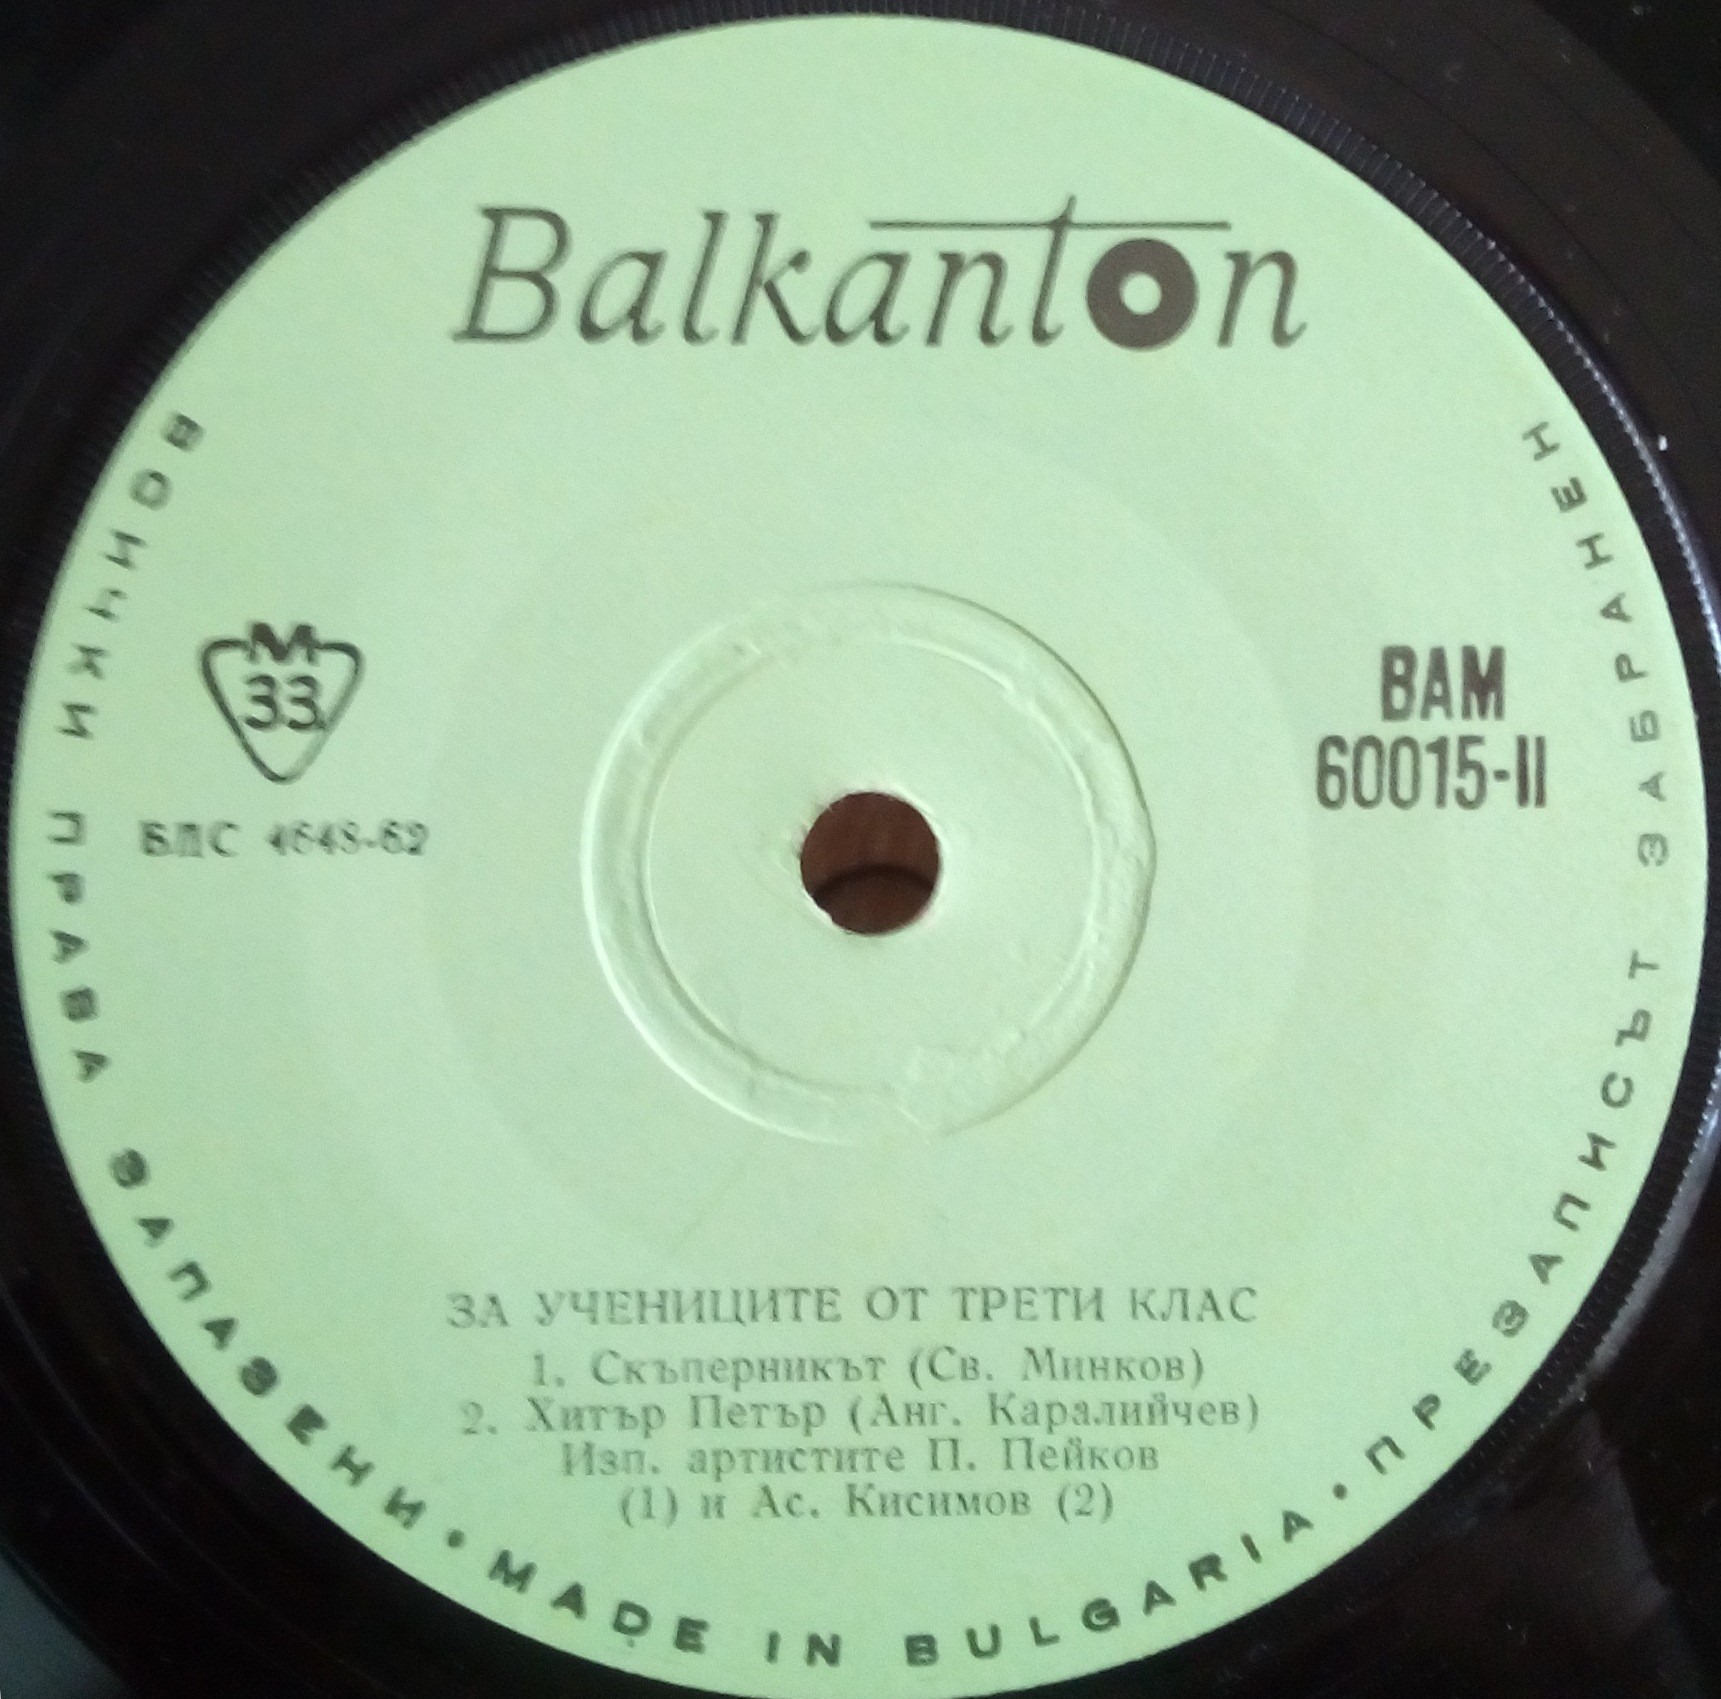 Balkanton
M
33
БДС 4648-62
ВАМ
60015-II
ЗА УЧЕНИЦИТЕ ОТ ТРЕТИ КЛАС
1. Скъперникът (Св. Минков)
2. Хитър Петър (Анг. Каралийчев)
Изп. артистите П. Пейков
(1) и Ас. Кисимов (2)
ВОИЧКИ ПРАВА ЗАПАЗЕНИ • MADE IN BULGARIA • ПРЕЗАПИСЪТ ЗАБРАНЕН